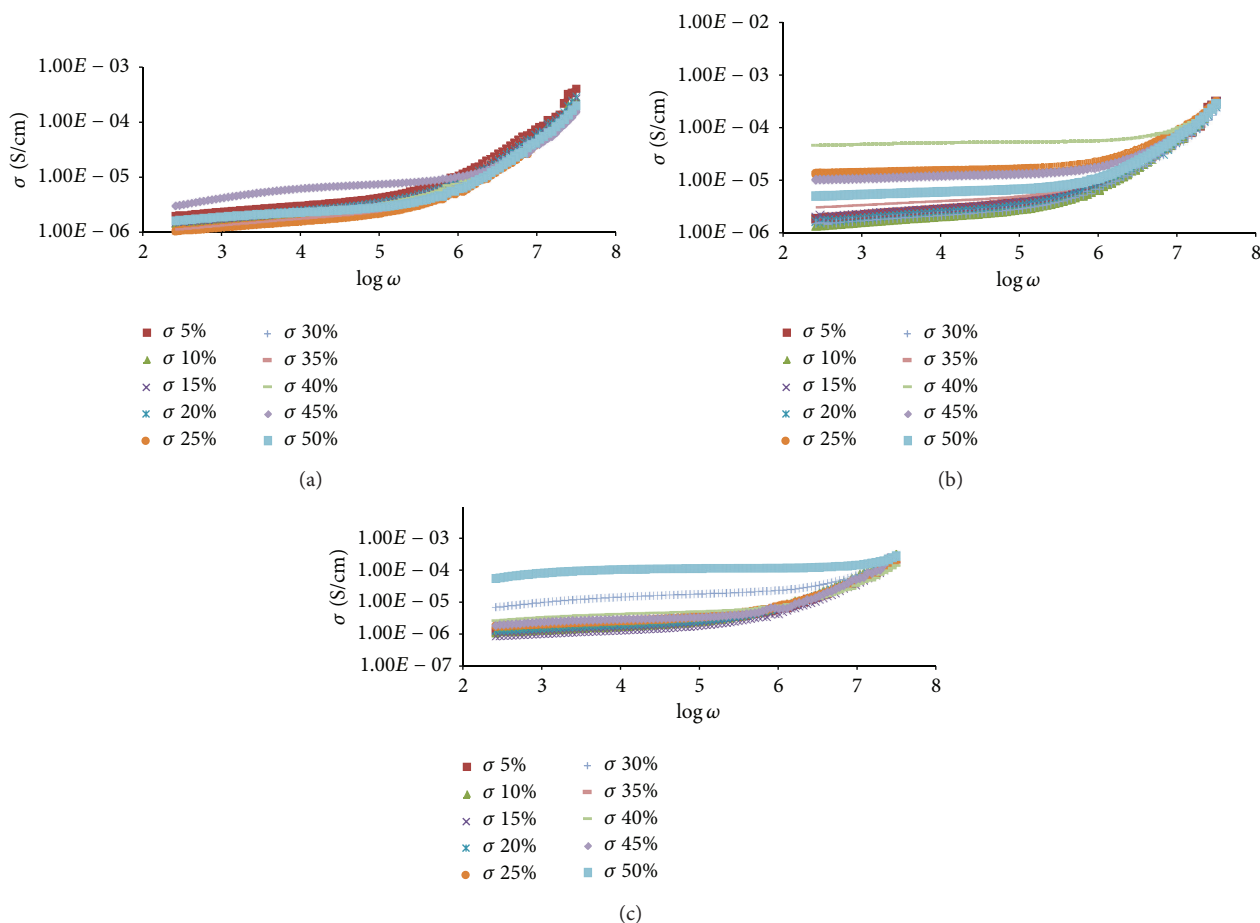 1.00E − 03
1.00E − 04
1.00E − 05
1.00E − 06
σ (S/cm)
2 3 4 5 6 7 8
log ω
σ 5% σ 30%
σ 10% σ 35%
σ 15% σ 40%
σ 20% σ 45%
σ 25% σ 50%
(a)
1.00E − 02
1.00E − 03
1.00E − 04
1.00E − 05
1.00E − 06
σ (S/cm)
2 3 4 5 6 7 8
log ω
σ 5% σ 30%
σ 10% σ 35%
σ 15% σ 40%
σ 20% σ 45%
σ 25% σ 50%
(b)
1.00E − 03
1.00E − 04
1.00E − 05
1.00E − 06
1.00E − 07
σ (S/cm)
2 3 4 5 6 7 8
log ω
σ 5% σ 30%
σ 10% σ 35%
σ 15% σ 40%
σ 20% σ 45%
σ 25% σ 50%
(c)